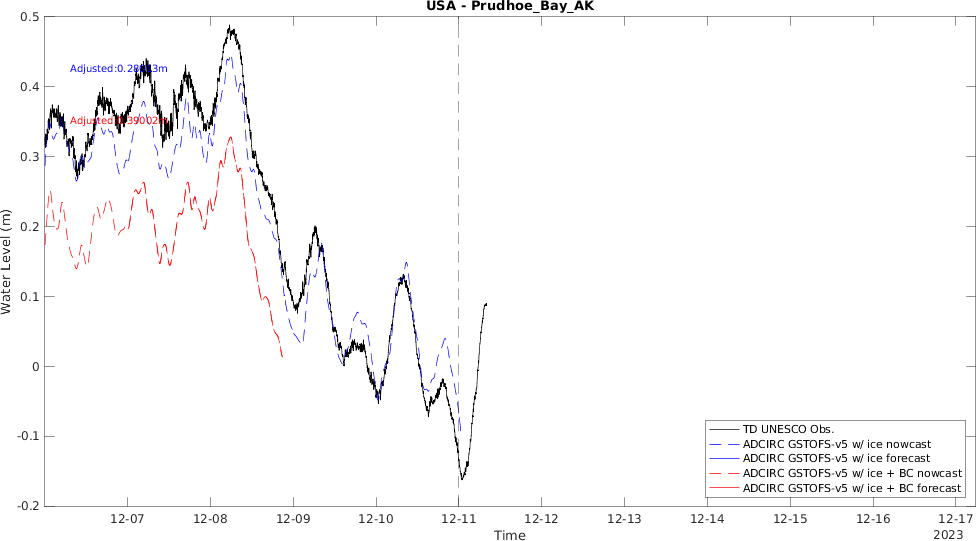 USA - Prudhoe_Bay_AK
0.5
0.4
0.3
0.2
0.1
0
-0.1
-0.2
Water Level (m)
12-07 12-08 12-09 12-10 12-11 12-12 12-13 12-14 12-15 12-16 12-17
2023
Time
TD UNESCO Obs.
ADCIRC GSTOFS-v5 w/ ice nowcast
ADCIRC GSTOFS-v5 w/ ice forecast
ADCIRC GSTOFS-v5 w/ ice + BC nowcast
ADCIRC GSTOFS-v5 w/ ice + BC forecast